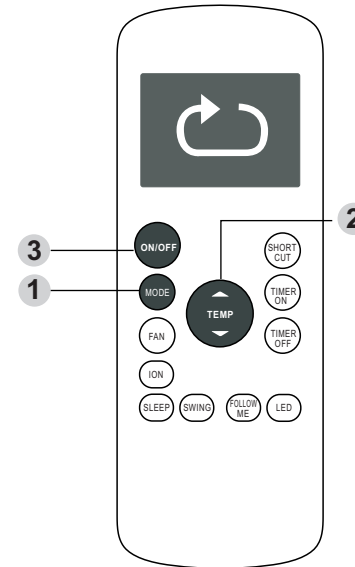 2
3
ON/OFF
SHORT
CUT
1
MODE
TEMP
TIMER
ON
FAN
TIMER
OFF
ION
SLEEP
SWING
FOLLOW
ME
LED